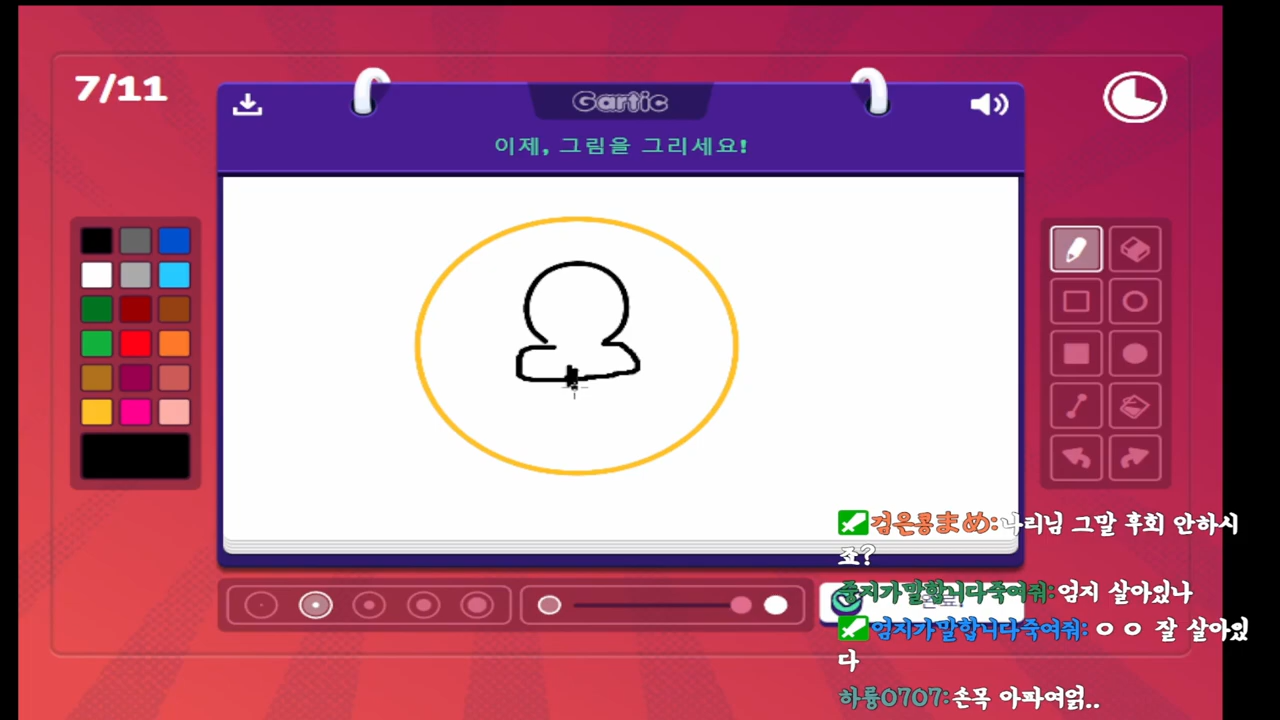 7/11
Gartic
이제, 그림을 그리세요!
검은콩まめ:나리님 그말 후회 안하시
죠?
엄지가말합니다죽여줘:엄지 살아있나
엄지가말합니다죽여줘:ㅇㅇ 잘 살아있
다
하릉0707:손목 아파여얽..